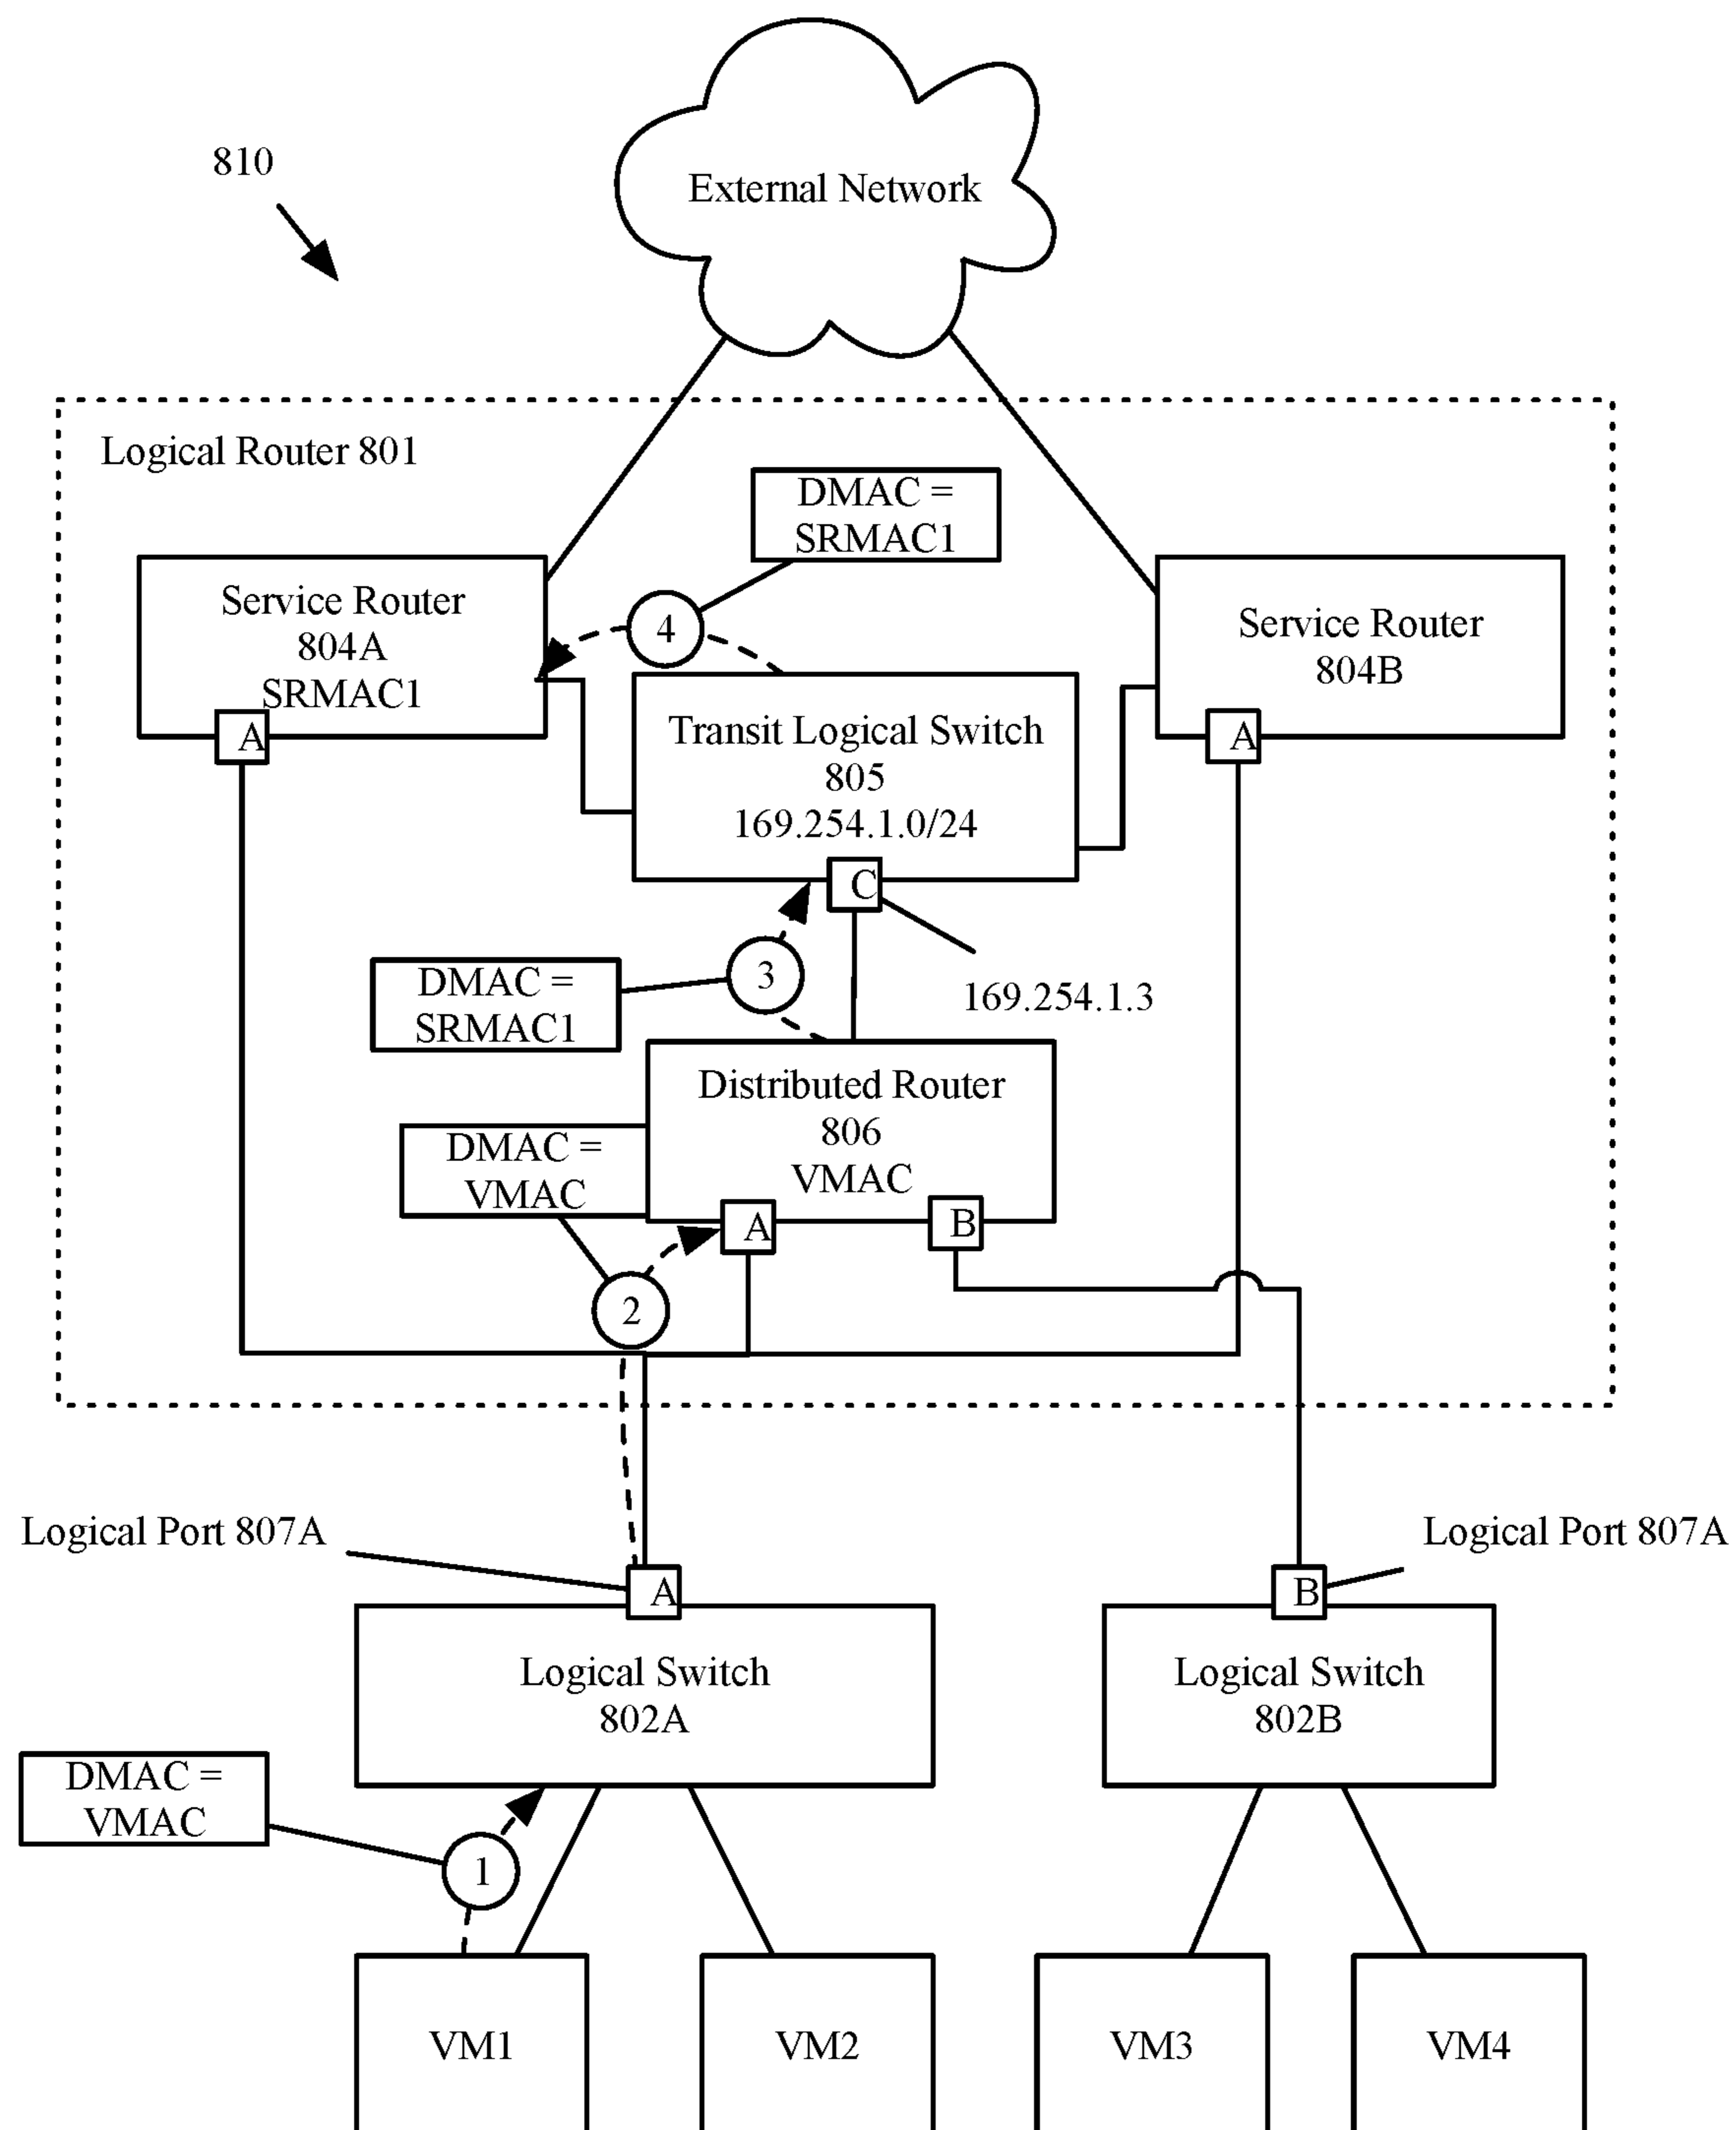 External Network
810
Logical Router 801
DMAC =
SRMAC1
Service Router
804A
SRMAC1
A
4
Service Router
804B
A
Transit Logical Switch
805
169.254.1.0/24
C
3
DMAC =
SRMAC1
169.254.1.3
Distributed Router
806
VMAC
A
B
DMAC =
VMAC
2
Logical Port 807A
A
Logical Port 807A
B
Logical Switch
802A
Logical Switch
802B
DMAC =
VMAC
1
VM1
VM2
VM3
VM4